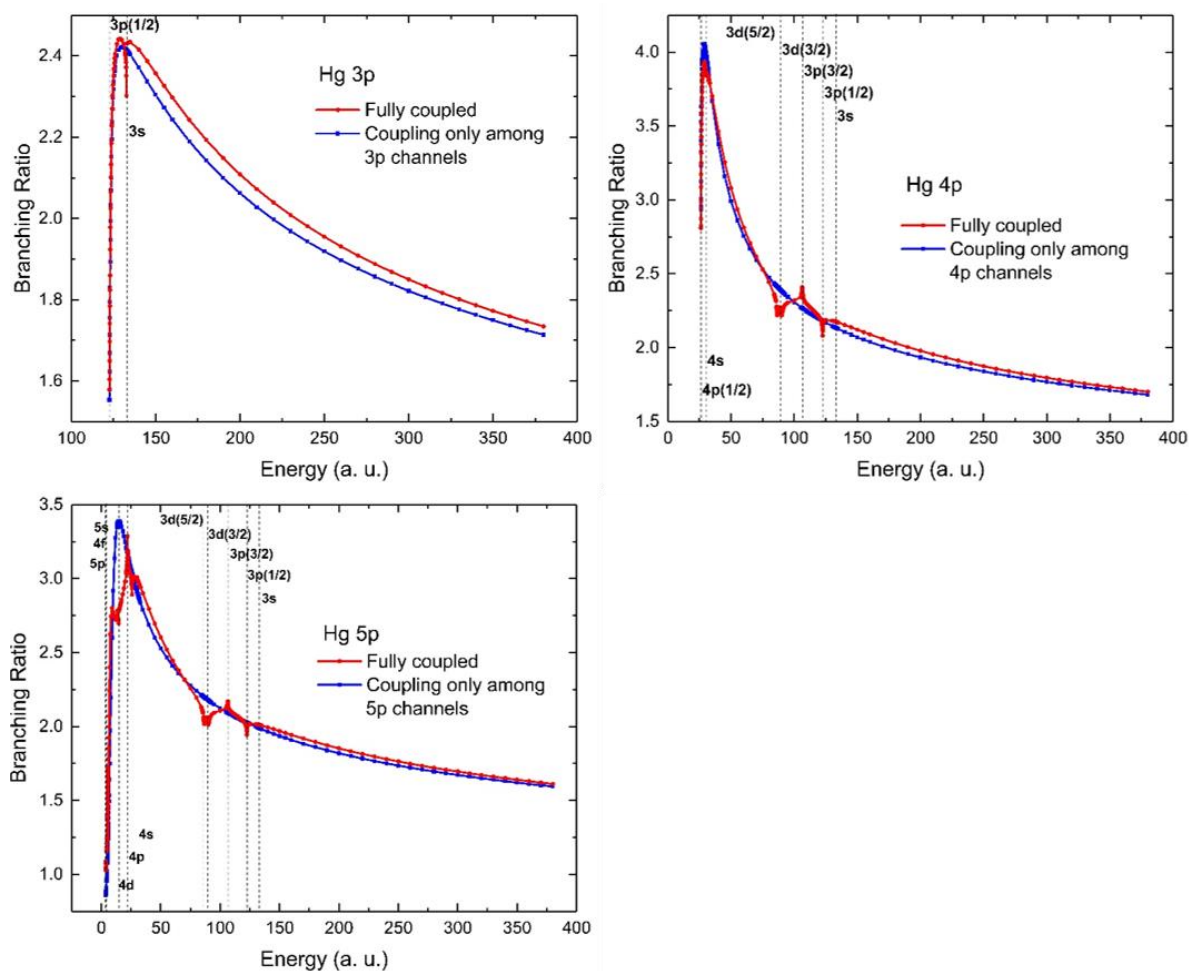 3p(1/2)
2.4
2.2
2.0
1.8
1.6
Branching Ratio
Hg 3p
Fully coupled
Coupling only among
3p channels
3s
100 150 200 250 300 350 400
Energy (a. u.)
3d(5/2)
3d(3/2)
3p(3/2)
3p(1/2)
3s
4.0
3.5
3.0
2.5
2.0
1.5
Branching Ratio
Hg 4p
Fully coupled
Coupling only among
4p channels
4s
4p(1/2)
0 50 100 150 200 250 300 350 400
Energy (a. u.)
3.5
3.0
2.5
2.0
1.5
1.0
Branching Ratio
5s
4f
5p
3d(5/2)
3d(3/2)
3p(3/2)
3p(1/2)
3s
Hg 5p
Fully coupled
Coupling only among
5p channels
4s
4p
4d
0 50 100 150 200 250 300 350 400
Energy (a. u.)